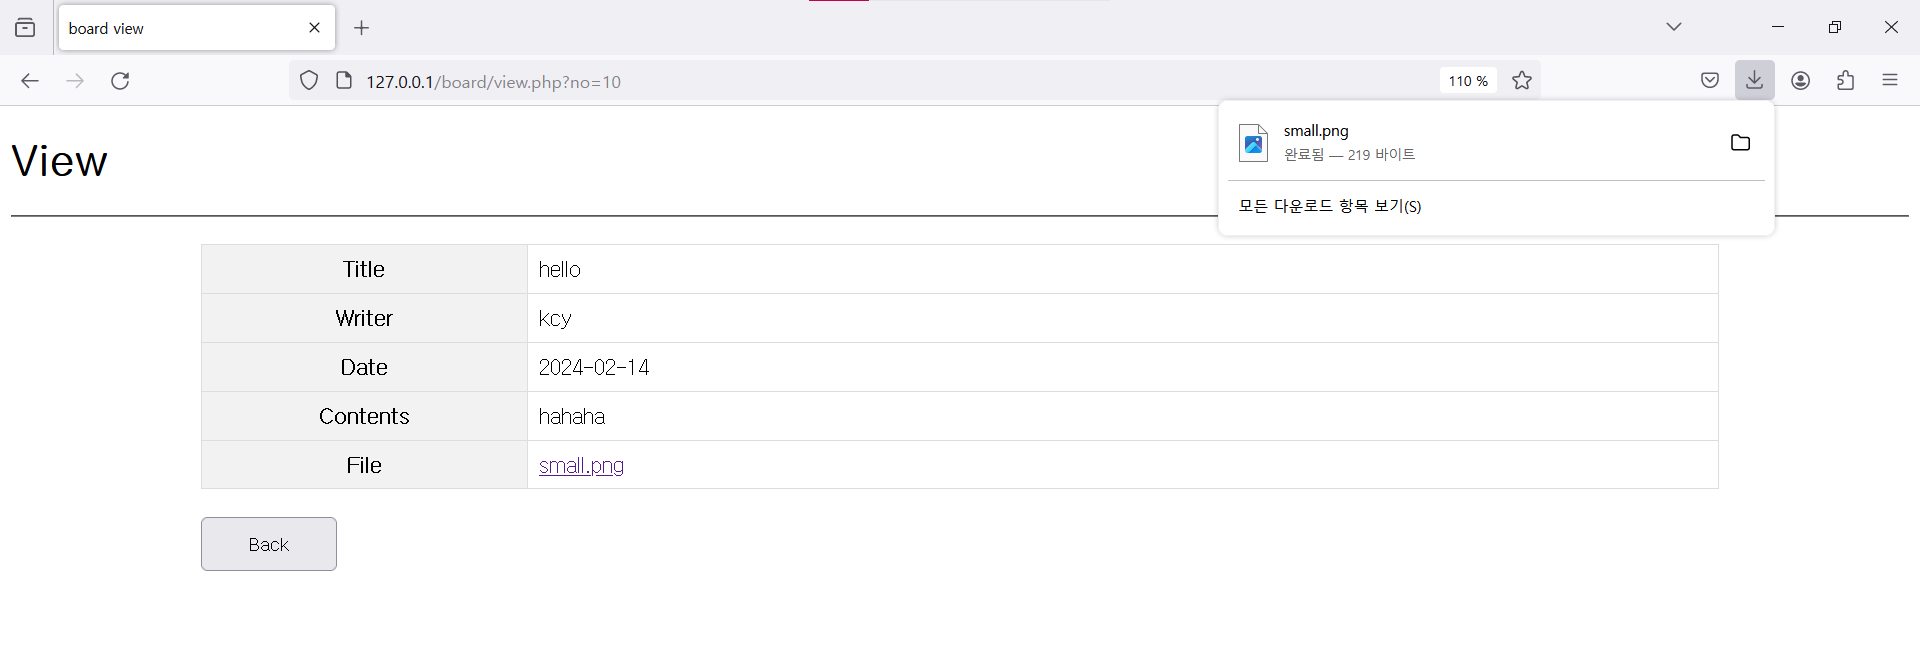 board view
127.0.0.1/board/view.php?no=10
110 %
small.png
완료됨 — 219 바이트
모든 다운로드 항목 보기(S)
View
Title hello
Writer kcy
Date 2024-02-14
Contents hahaha
File small.png
Back